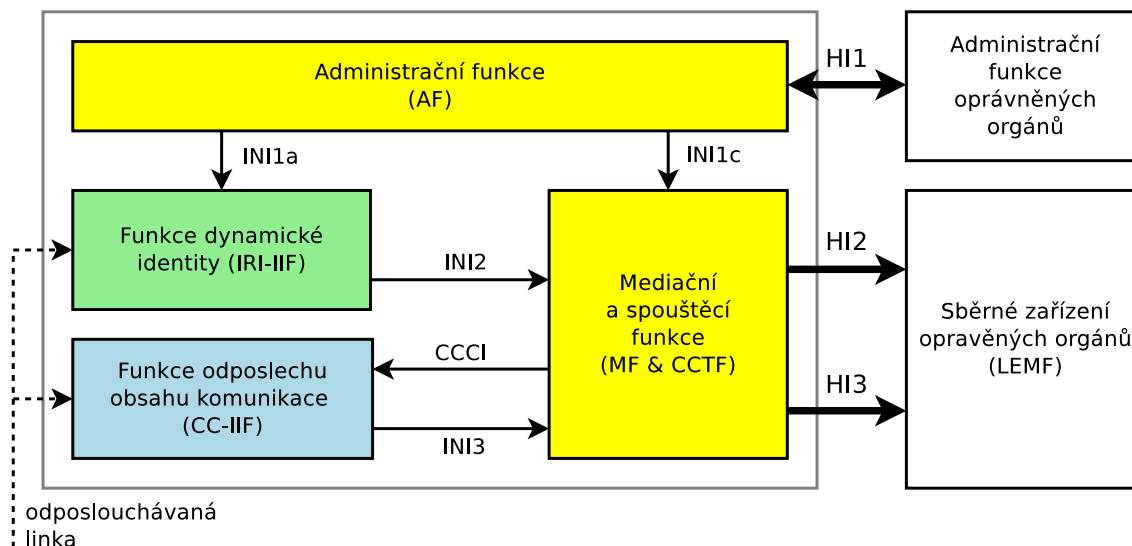 Administrační funkce
(AF)
HI1
Administrační
funkce
oprávněných
orgánů
INI1a
INI1c
Funkce dynamické
identity (IRI-IIF)
INI2
Mediační
a spouštěcí
funkce
(MF & CCTF)
HI2
Sběrné zařízení
opravěných orgánů
(LEMF)
CCCI
Funkce odposlechu
obsahu komunikace
(CC-IIF)
HI3
INI3
odposlouchávaná
linka